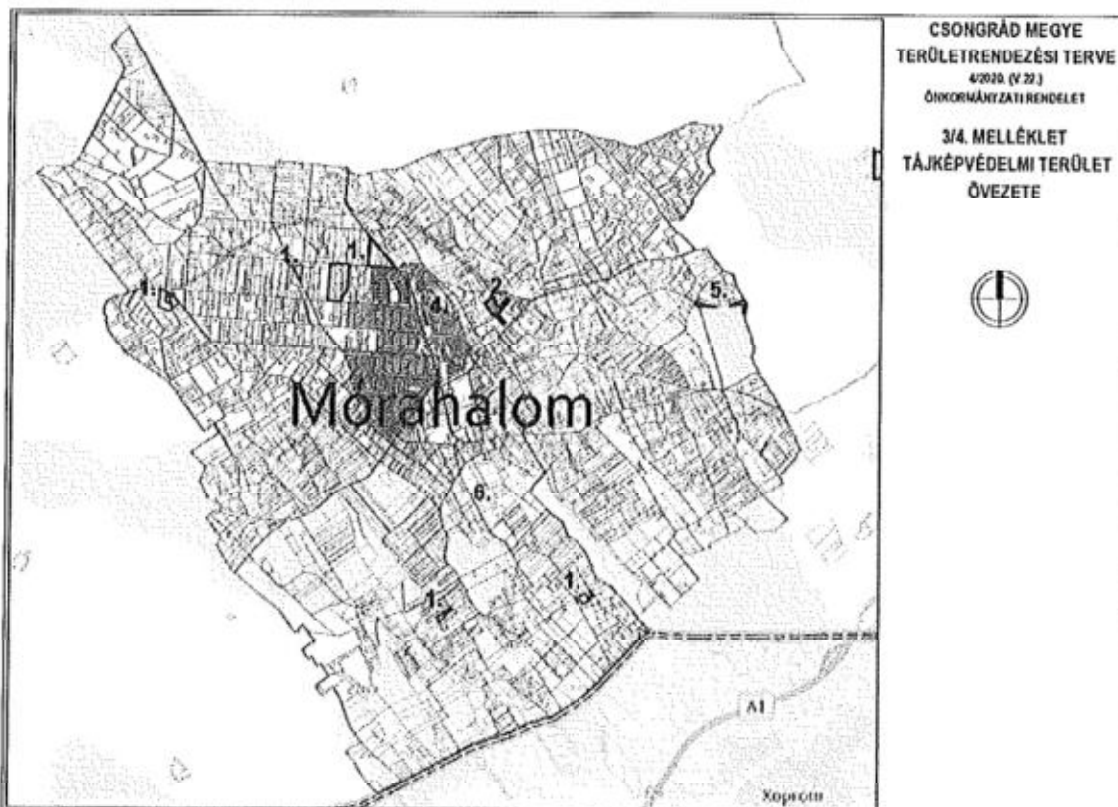 CSONGRÁD MEGYE
TERÜLETRENDEZÉSI TERVE
4/2020. (V.22.)
ÖNKORMÁNYZATI RENDELET
3/4. MELLÉKLET
TÁJKÉPVÉDELMI TERÜLET
ÖVEZETE
1.
1.
1.
4.
2.
5.
Mórahalom
6.
1.
1.
A1
Хоргош